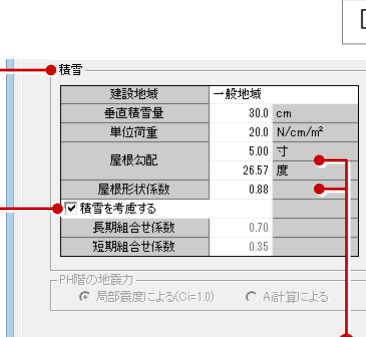 積雪
建設地域 一般地域
垂直積雪量 30.0 cm
単位荷重 20.0 N/cm/m²
屋根勾配 5.00 寸
26.57 度
屋根形状係数 0.88
積雪を考慮する
長期組合せ係数 0.70
短期組合せ係数 0.35
PH階の地震力
局部震度による(Ci=1.0) Ai計算による